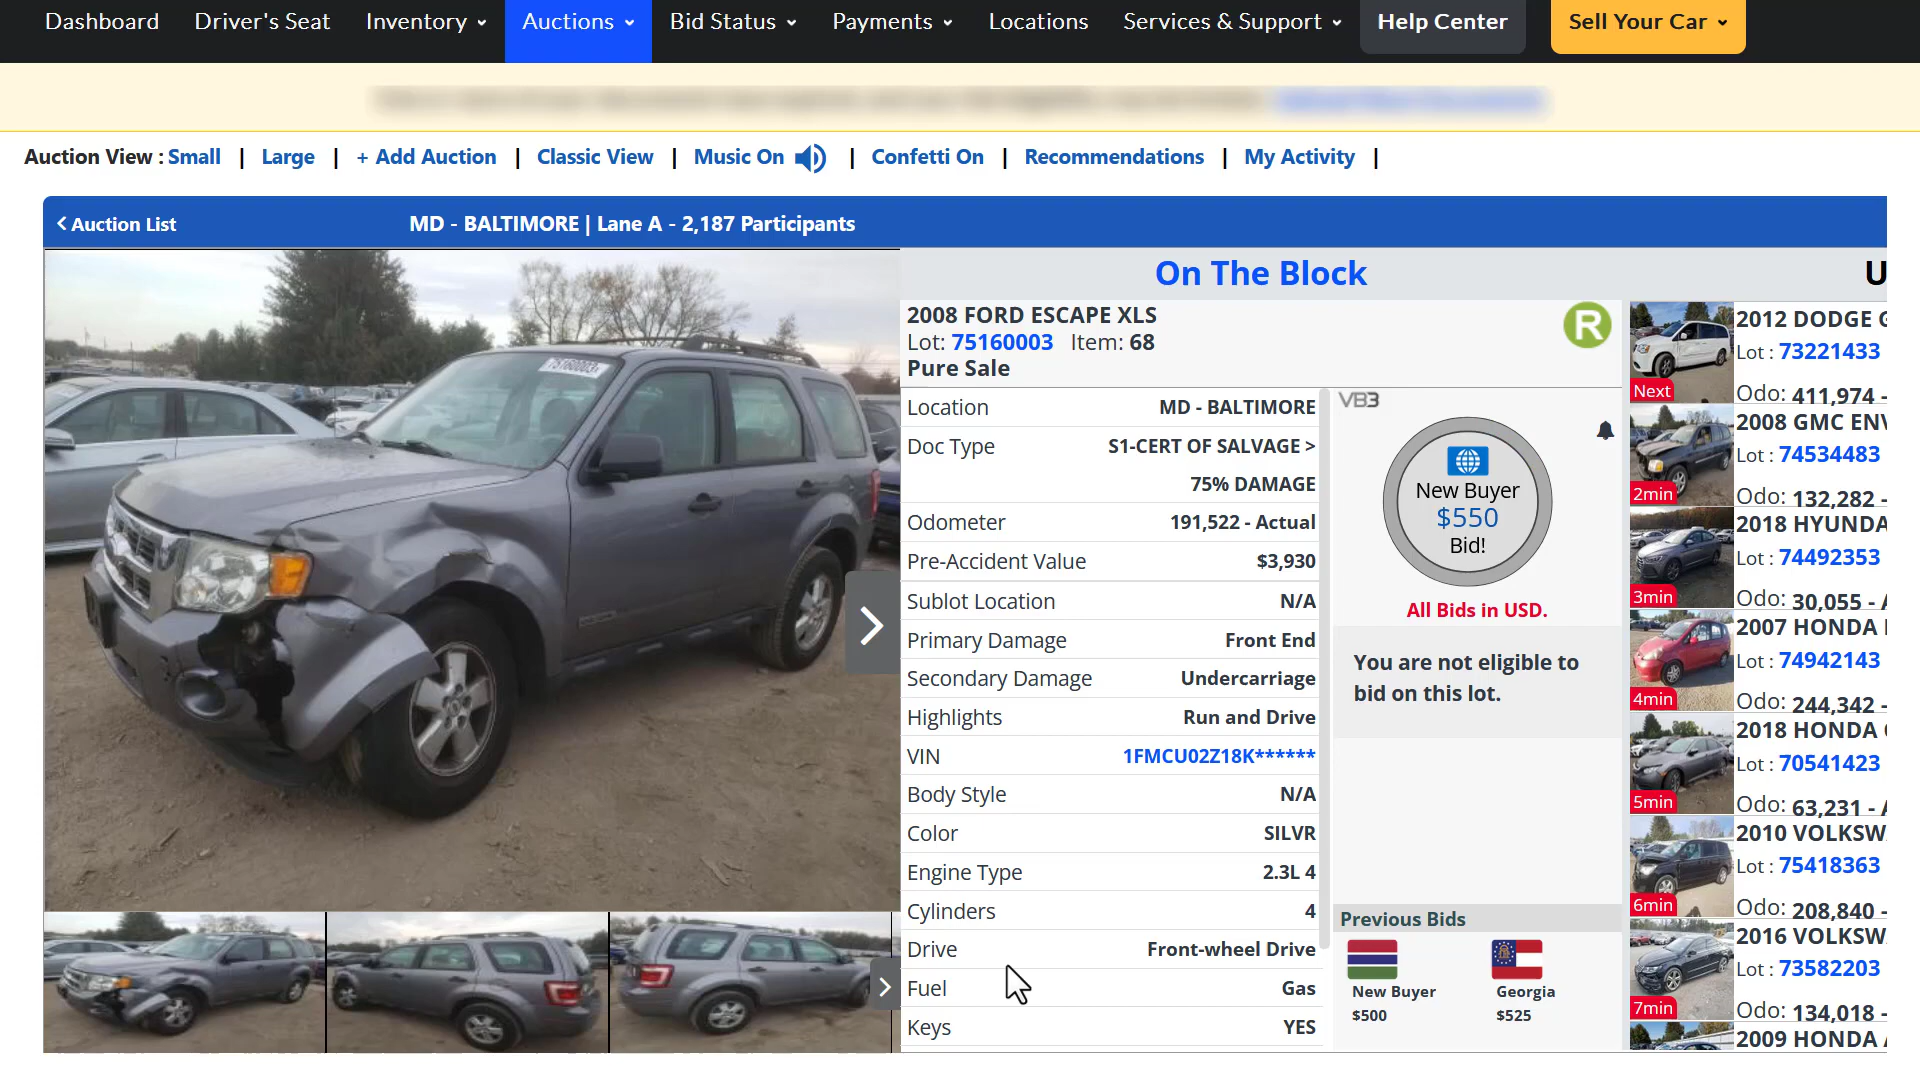 Dashboard
Driver's Seat
Inventory
Auctions
Bid Status
Payments
Locations
Services & Support
Help Center
Sell Your Car
Auction View : Small | Large | + Add Auction | Classic View | Music On | Confetti On | Recommendations | My Activity |
Auction List
MD - BALTIMORE | Lane A - 2,187 Participants
75160003
On The Block
2008 FORD ESCAPE XLS
Lot: 75160003 Item: 68
Pure Sale
R
Location MD - BALTIMORE
Doc Type S1-CERT OF SALVAGE >
75% DAMAGE
Odometer 191,522 - Actual
Pre-Accident Value $3,930
Sublot Location N/A
Primary Damage Front End
Secondary Damage Undercarriage
Highlights Run and Drive
VIN 1FMCU02Z18K******
Body Style N/A
Color SILVR
Engine Type 2.3L 4
Cylinders 4
Drive Front-wheel Drive
Fuel Gas
Keys YES
VB3
New Buyer
$550
Bid!
All Bids in USD.
You are not eligible to
bid on this lot.
Previous Bids
New Buyer
$500
Georgia
$525
U
2012 DODGE G
Lot : 73221433
Odo: 411,974 -
Next
2008 GMC ENV
Lot : 74534483
Odo: 132,282 -
2min
2018 HYUNDA
Lot : 74492353
Odo: 30,055 - A
3min
2007 HONDA
Lot : 74942143
Odo: 244,342 -
4min
2018 HONDA
Lot : 70541423
Odo: 63,231 - A
5min
2010 VOLKSW
Lot : 75418363
Odo: 208,840 -
6min
2016 VOLKSW
Lot : 73582203
Odo: 134,018 -
7min
2009 HONDA A